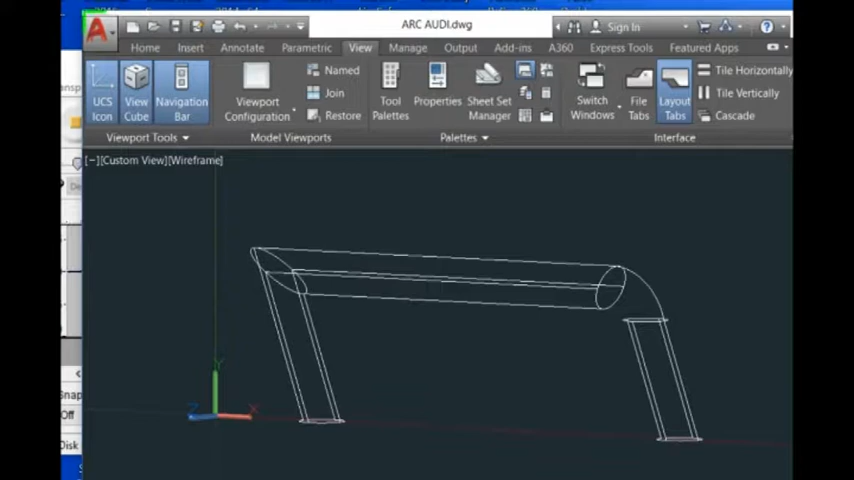 ARC AUDI.dwg
Sign In
Home Insert Annotate Parametric View Manage Output Add-ins A360 Express Tools Featured Apps
UCS Icon
View Cube
Navigation Bar
Viewport Configuration
Named
Join
Restore
Tool Palettes
Properties
Sheet Set Manager
Switch Windows
File Tabs
Layout Tabs
Tile Horizontally
Tile Vertically
Cascade
Viewport Tools
Model Viewports
Palettes
Interface
[−][Custom View][Wireframe]
Y
X
Z
Snap
Off
Disk